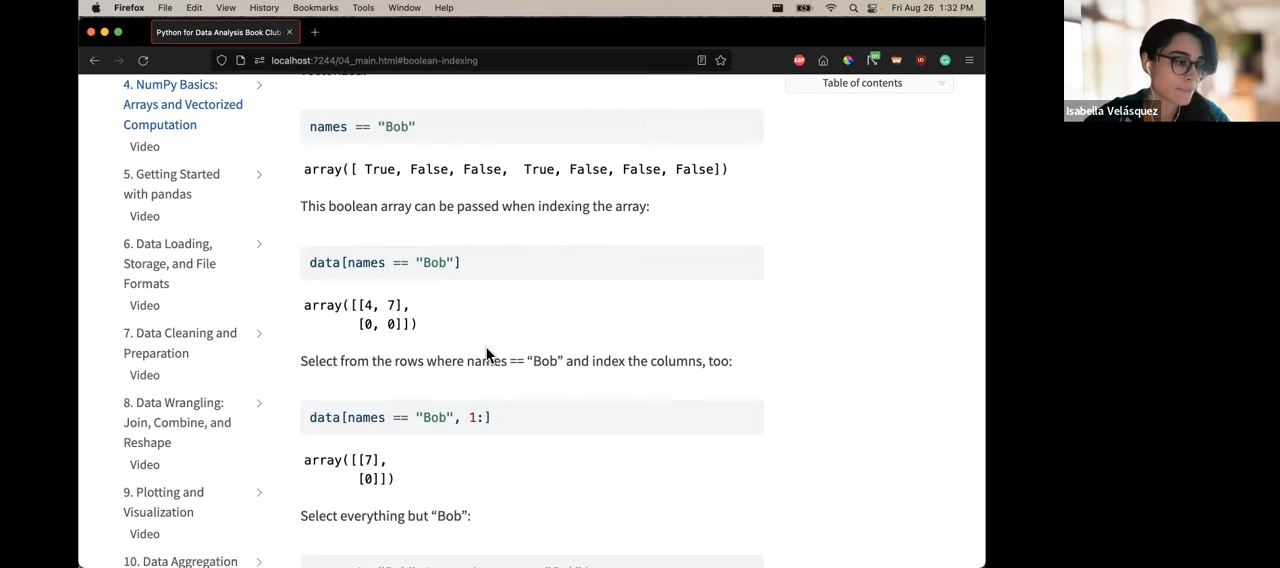 Firefox File Edit View History Bookmarks Tools Window Help Fri Aug 26 1:32 PM
Python for Data Analysis Book Club
localhost:7244/04_main.html#boolean-indexing
Table of contents
4. NumPy Basics:
Arrays and Vectorized
Computation
Video
5. Getting Started
with pandas
Video
6. Data Loading,
Storage, and File
Formats
Video
7. Data Cleaning and
Preparation
Video
8. Data Wrangling:
Join, Combine, and
Reshape
Video
9. Plotting and
Visualization
Video
10. Data Aggregation
names == "Bob"
array([ True, False, False,  True, False, False, False])
This boolean array can be passed when indexing the array:
data[names == "Bob"]
array([[4, 7],
[0, 0]])
Select from the rows where names == “Bob” and index the columns, too:
data[names == "Bob", 1:]
array([[7],
[0]])
Select everything but “Bob”:
Isabella Velásquez